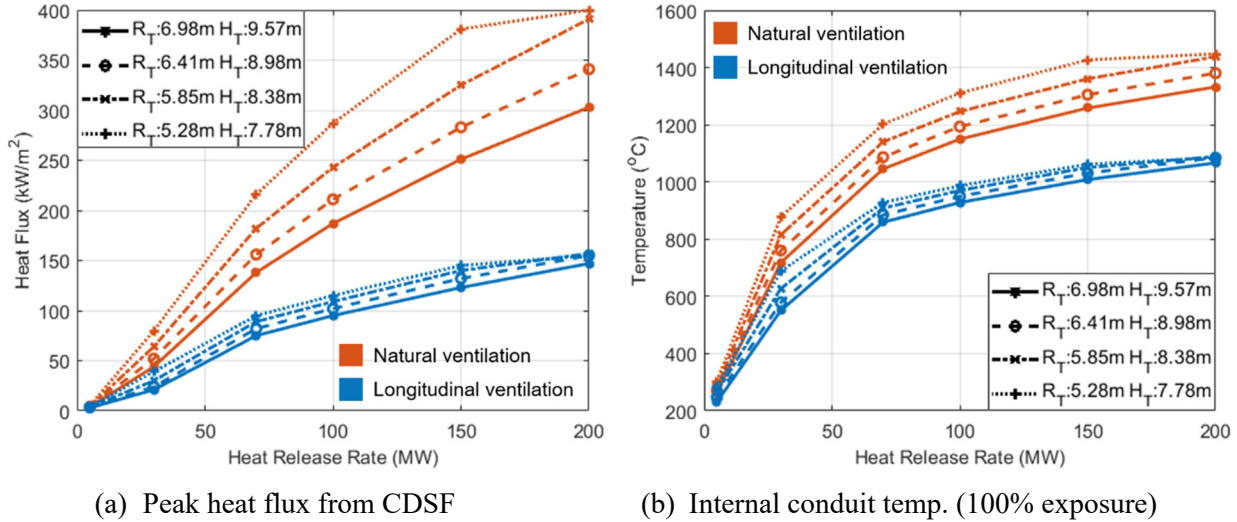 400
350
300
250
200
150
100
50
0
Heat Flux (kW/m²)
R_T:6.98m H_T:9.57m
R_T:6.41m H_T:8.98m
R_T:5.85m H_T:8.38m
R_T:5.28m H_T:7.78m
Natural ventilation
Longitudinal ventilation
0 50 100 150 200
Heat Release Rate (MW)
(a) Peak heat flux from CDSF
1600
1400
1200
1000
800
600
400
200
Temperature (°C)
Natural ventilation
Longitudinal ventilation
R_T:6.98m H_T:9.57m
R_T:6.41m H_T:8.98m
R_T:5.85m H_T:8.38m
R_T:5.28m H_T:7.78m
0 50 100 150 200
Heat Release Rate (MW)
(b) Internal conduit temp. (100% exposure)